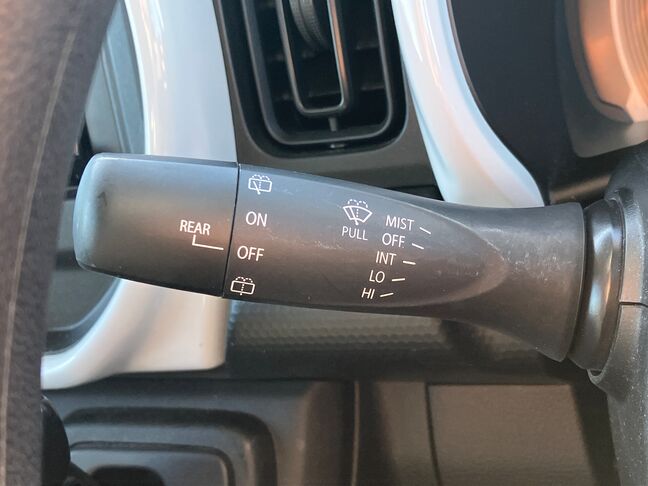 REAR
ON
OFF
PULL
MIST
OFF
INT
LO
HI